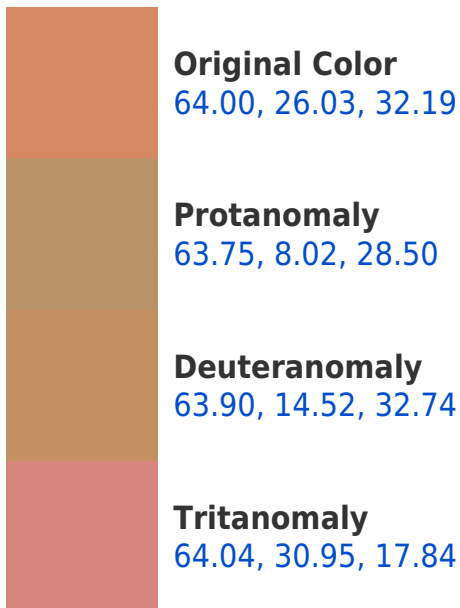 Original Color
64.00, 26.03, 32.19
Protanomaly
63.75, 8.02, 28.50
Deuteranomaly
63.90, 14.52, 32.74
Tritanomaly
64.04, 30.95, 17.84